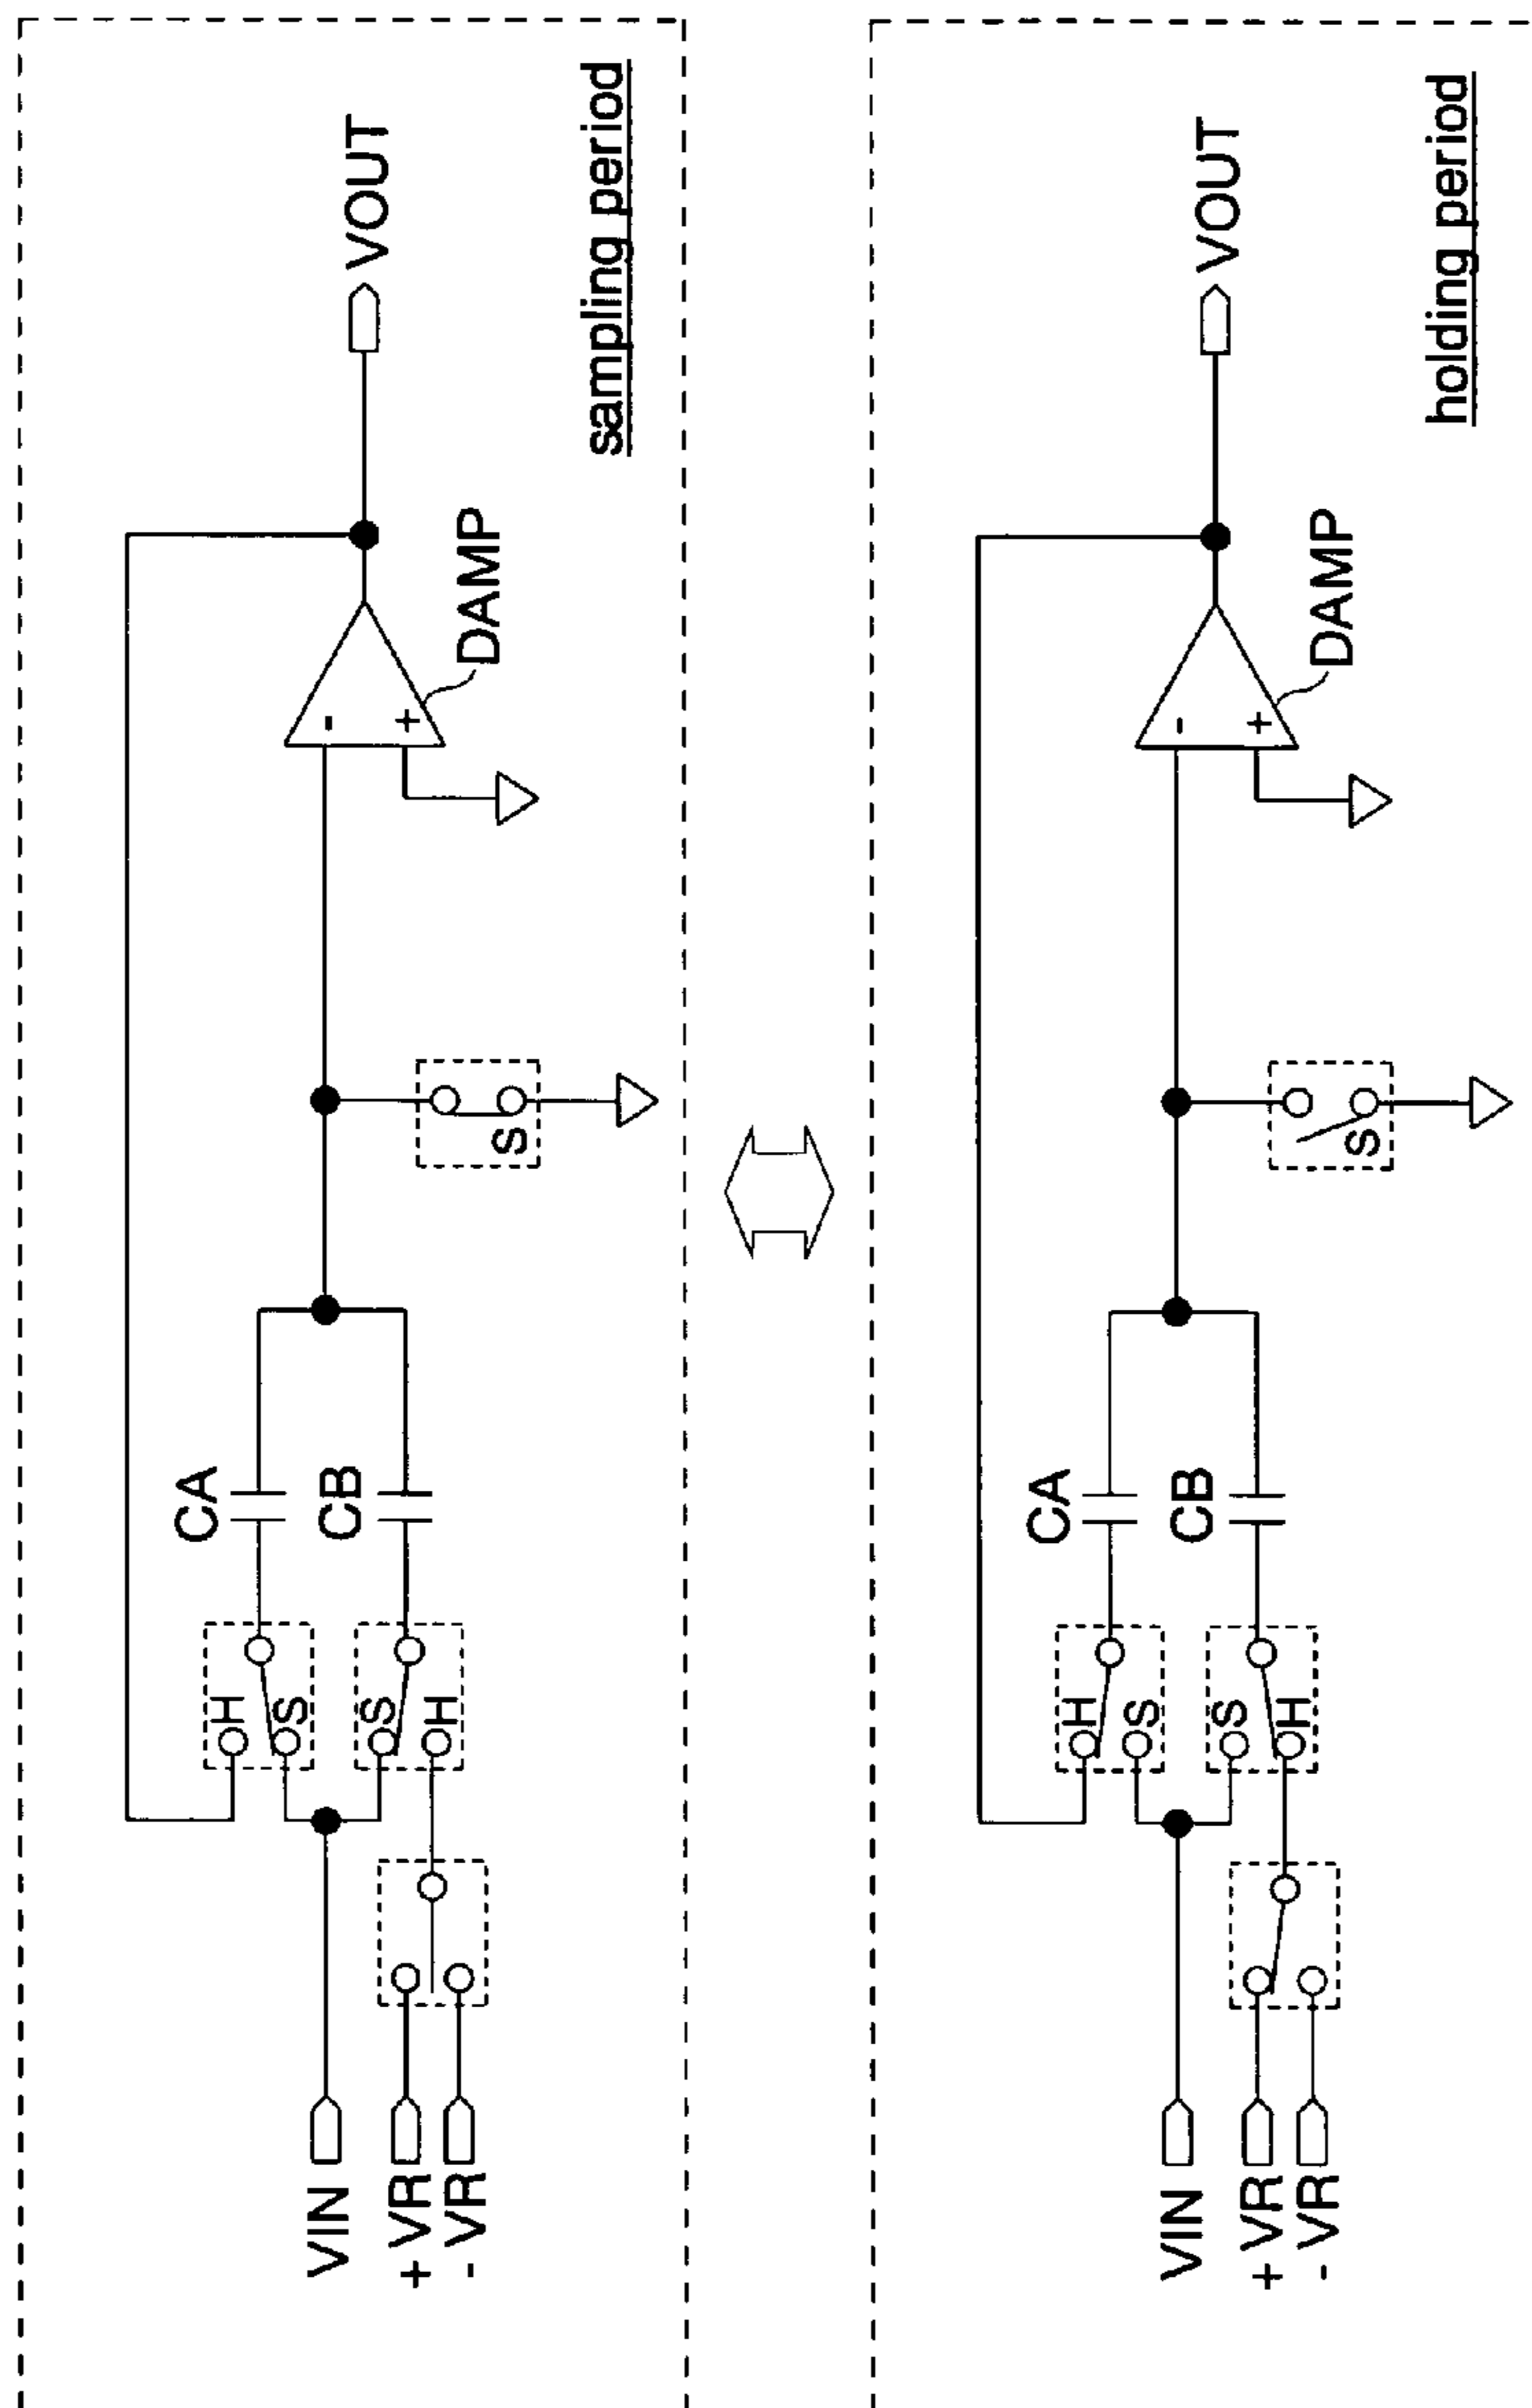 sampling period
VIN
+ VR
- VR
H
S
S
H
CA
CB
S
-
+
DAMP
VOUT
holding period
VIN
+ VR
- VR
H
S
S
H
CA
CB
S
-
+
DAMP
VOUT